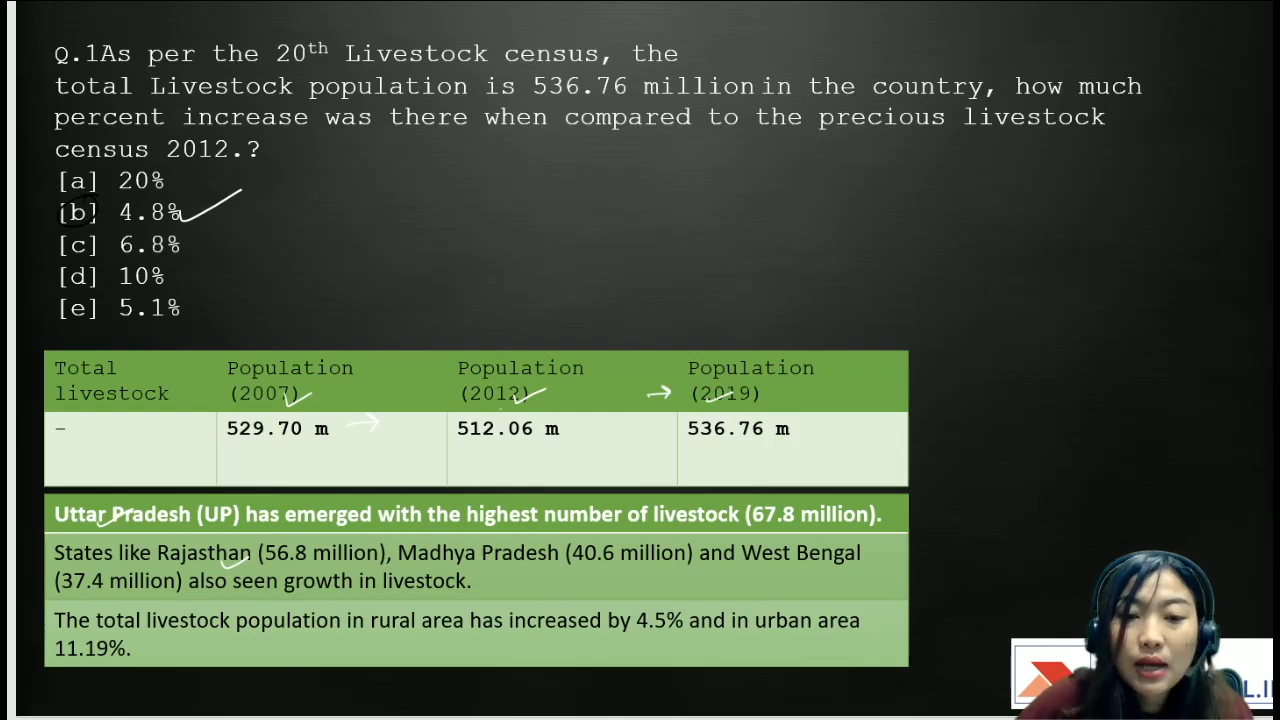 Q.1As per the 20th Livestock census, the
total Livestock population is 536.76 million in the country, how much
percent increase was there when compared to the precious livestock
census 2012.?
[a] 20%
[b] 4.8%
[c] 6.8%
[d] 10%
[e] 5.1%
Total Population Population Population
livestock (2007) (2012) (2019)
– 529.70 m 512.06 m 536.76 m
Uttar Pradesh (UP) has emerged with the highest number of livestock (67.8 million).
States like Rajasthan (56.8 million), Madhya Pradesh (40.6 million) and West Bengal
(37.4 million) also seen growth in livestock.
The total livestock population in rural area has increased by 4.5% and in urban area
11.19%.